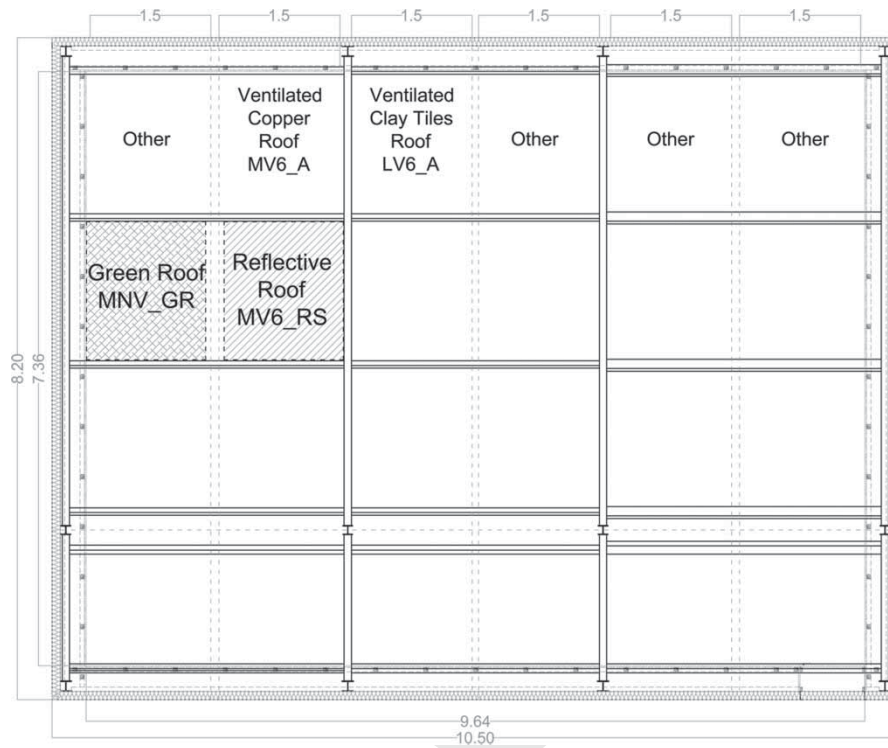 1.5 1.5 1.5 1.5 1.5 1.5
Other
Ventilated
Copper
Roof
MV6_A
Ventilated
Clay Tiles
Roof
LV6_A
Other
Other
Other
Green Roof
MNV_GR
Reflective
Roof
MV6_RS
8.20
7.36
9.64
10.50